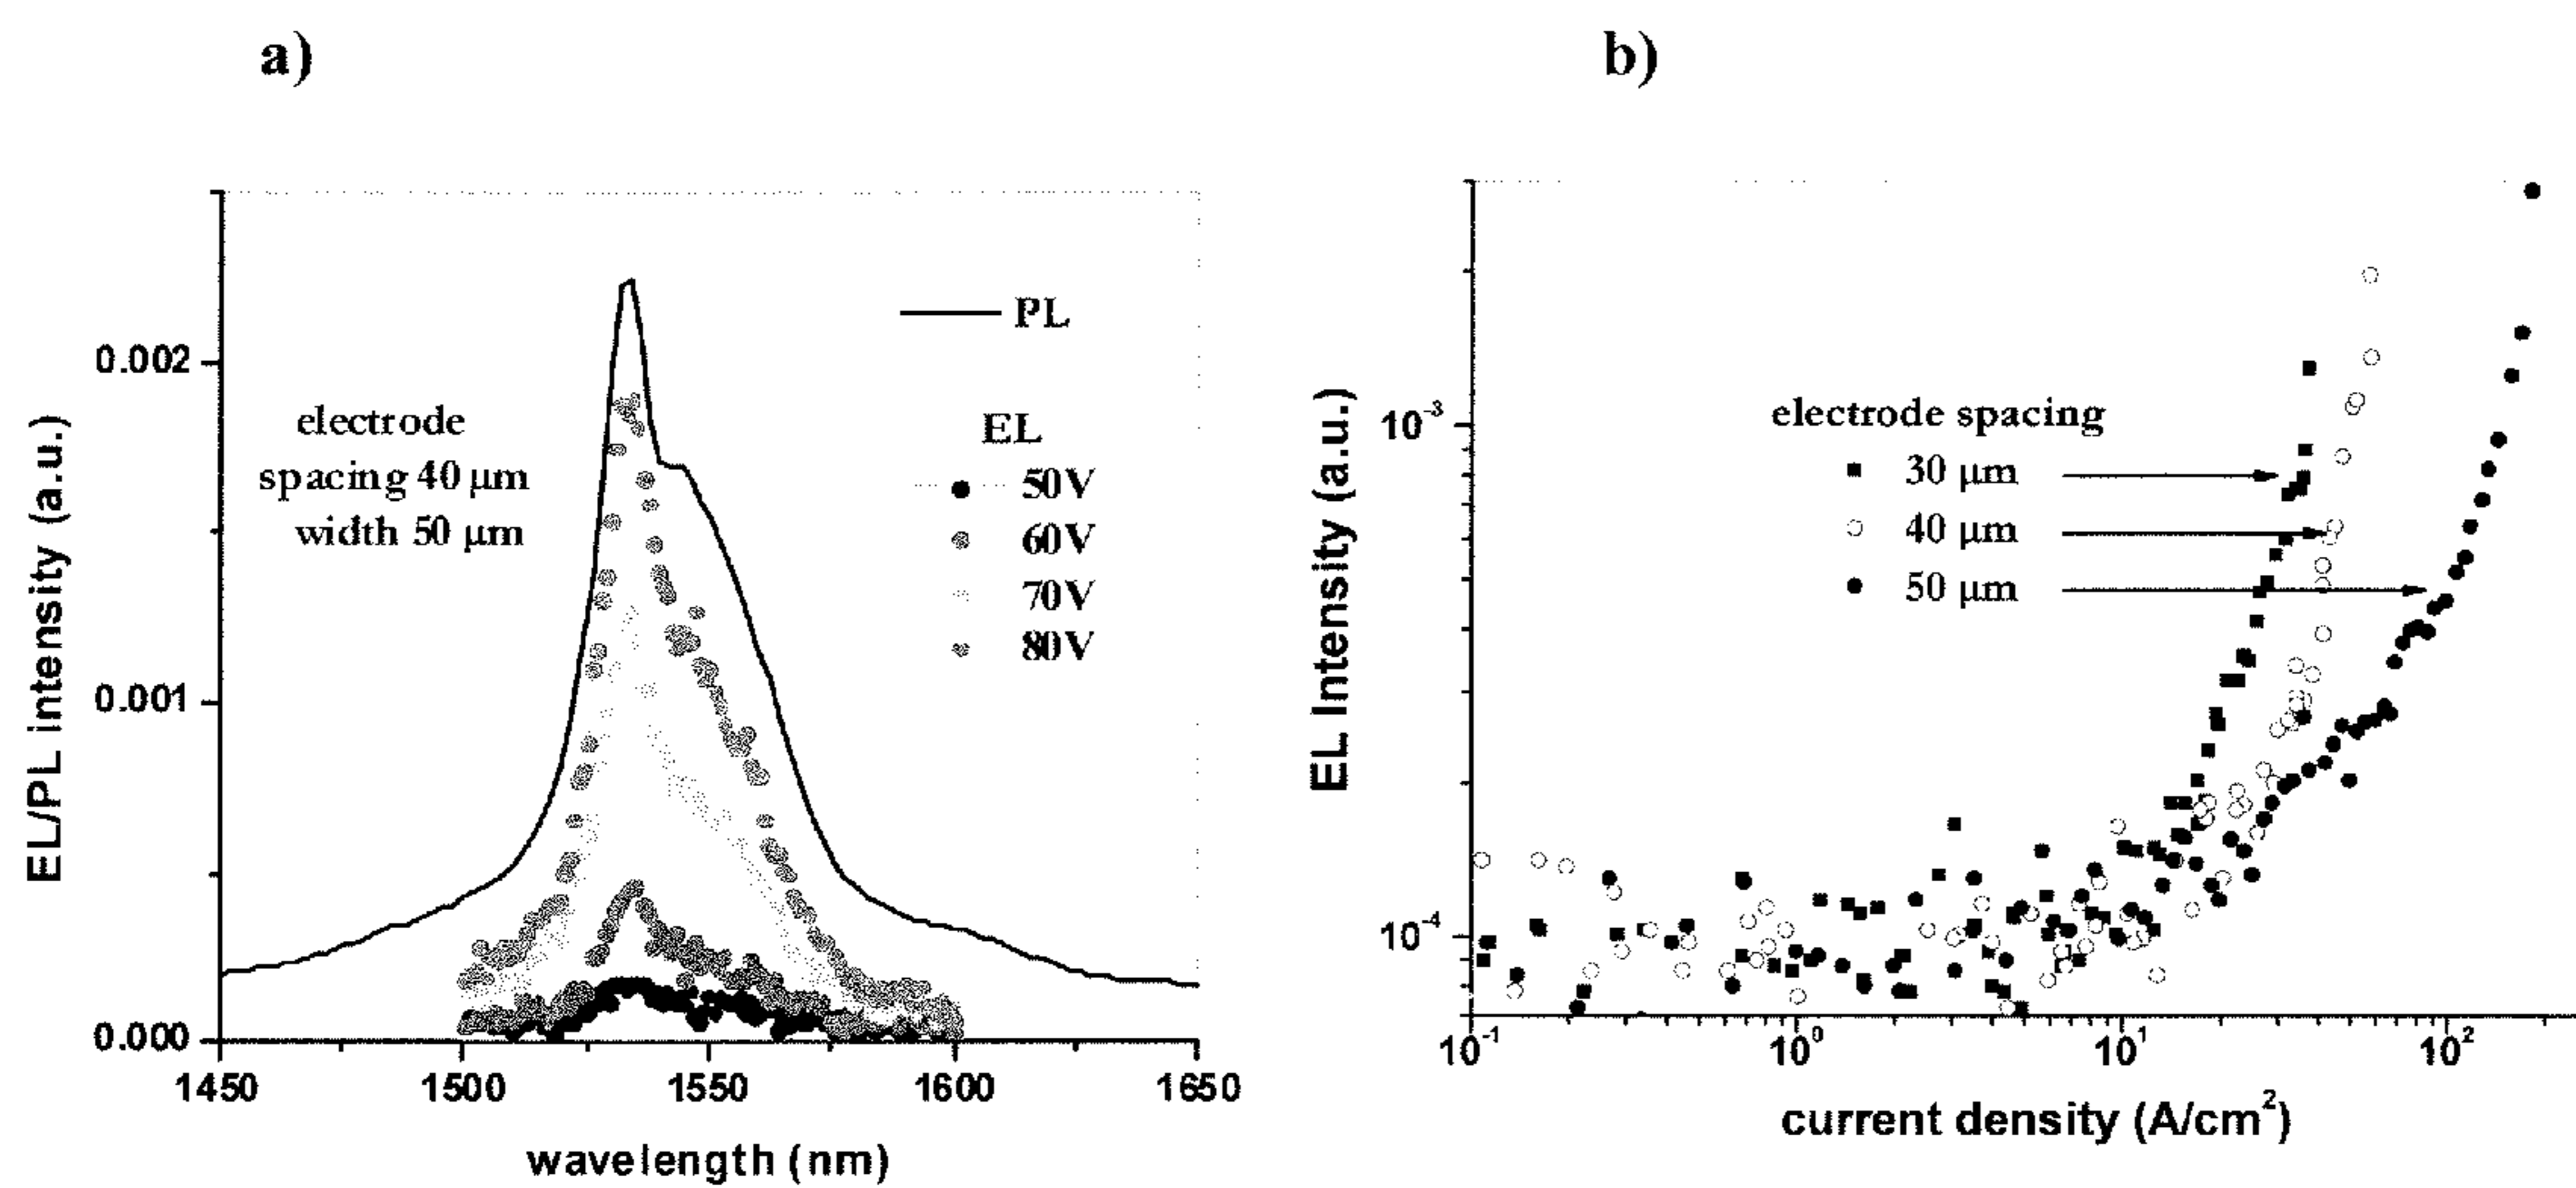 a)
EL/PL intensity (a.u.)
0.002
0.001
0.000
electrode
spacing 40 μm
width 50 μm
PL
EL
50V
60V
70V
80V
1450 1500 1550 1600 1650
wavelength (nm)
b)
EL Intensity (a.u.)
10⁻³
10⁻⁴
electrode spacing
30 μm
40 μm
50 μm
10⁻¹ 10⁰ 10¹ 10²
current density (A/cm²)